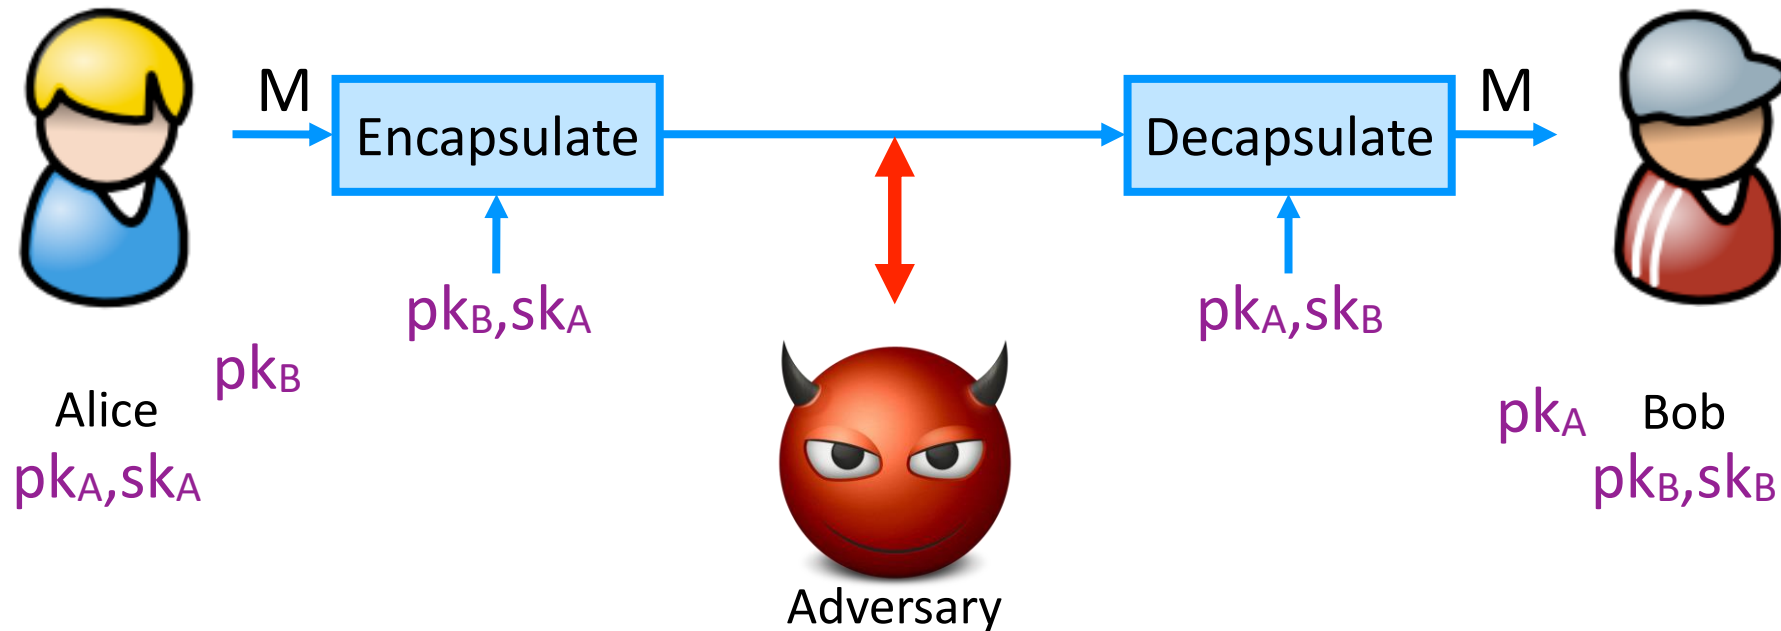 M
Encapsulate
Decapsulate
M
pkB,skA
pkA,skB
pkB
Alice
pkA,skA
pkA
Bob
pkB,skB
Adversary